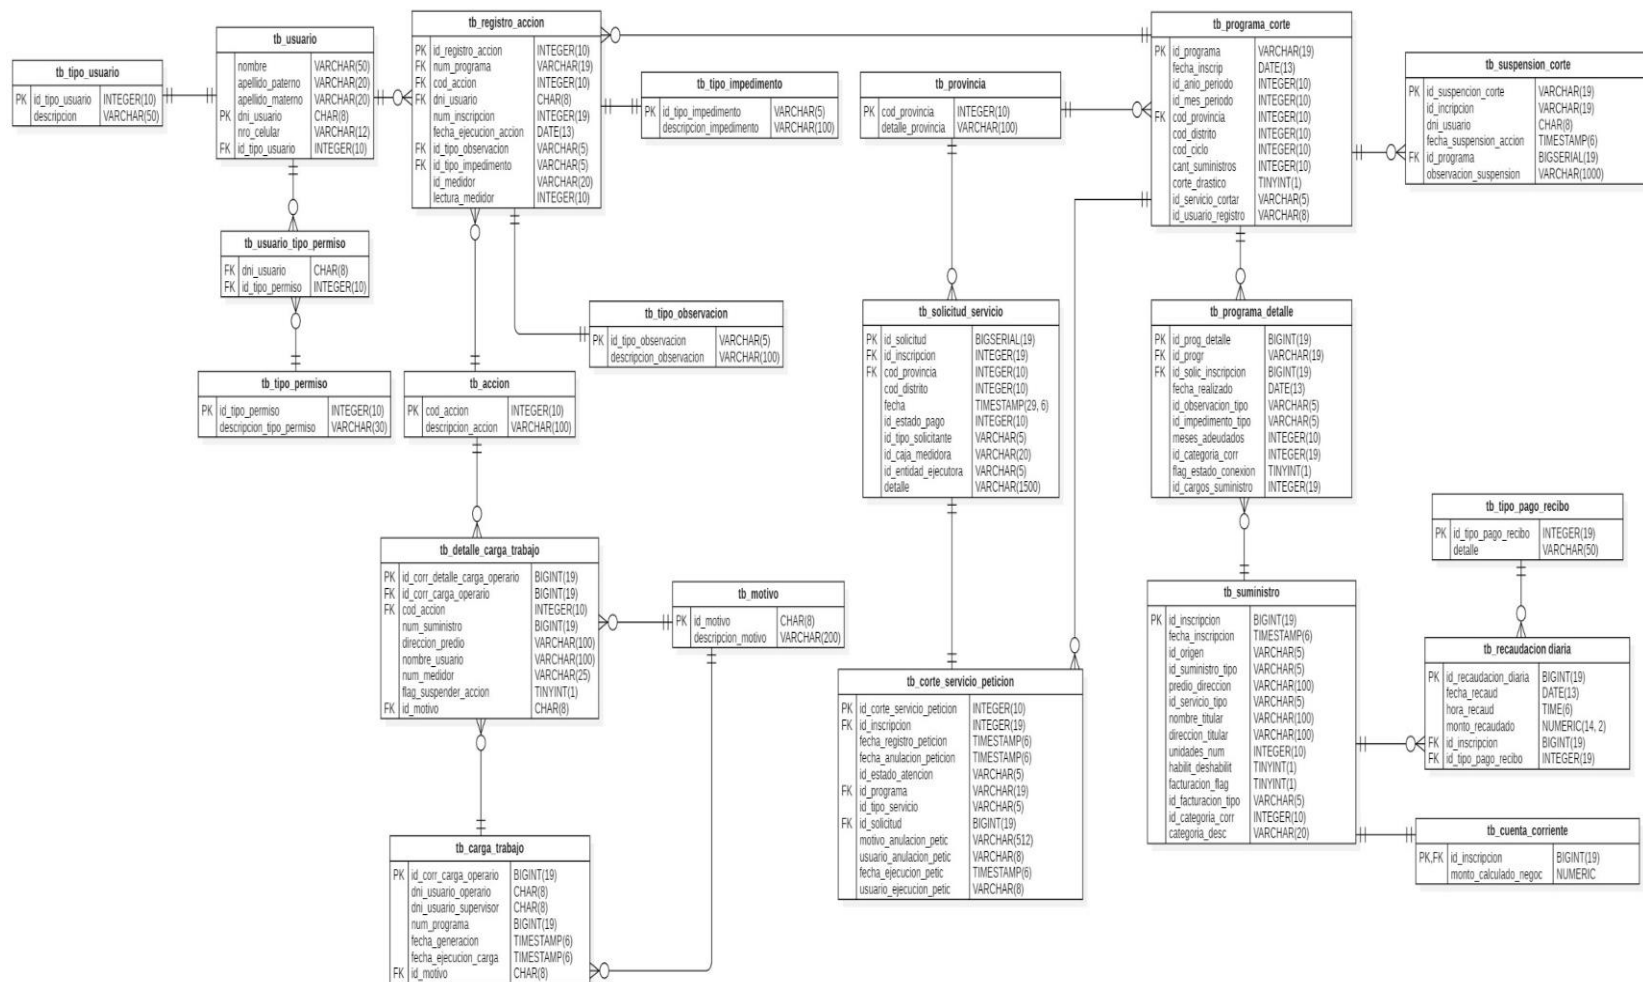 tb_tipo_usuario
PK id_tipo_usuario INTEGER(10)
descripcion VARCHAR(50)
tb_usuario
nombre VARCHAR(50)
apellido_paterno VARCHAR(20)
apellido_materno VARCHAR(20)
PK dni_usuario CHAR(8)
nro_celular VARCHAR(12)
FK id_tipo_usuario INTEGER(10)
tb_registro_accion
PK id_registro_accion INTEGER(10)
FK num_programa VARCHAR(19)
FK cod_accion INTEGER(10)
FK dni_usuario CHAR(8)
num_inscripcion INTEGER(19)
fecha_ejecucion_accion DATE(13)
FK id_tipo_observacion VARCHAR(5)
FK id_tipo_impedimento VARCHAR(5)
id_medidor VARCHAR(20)
lectura_medidor INTEGER(10)
tb_tipo_impedimento
PK id_tipo_impedimento VARCHAR(5)
descripcion_impedimento VARCHAR(100)
tb_provincia
PK cod_provincia INTEGER(10)
detalle_provincia VARCHAR(100)
tb_programa_corte
PK id_programa VARCHAR(19)
fecha_inscrip DATE(13)
id_anio_periodo INTEGER(10)
id_mes_periodo INTEGER(10)
FK cod_provincia INTEGER(10)
cod_distrito INTEGER(10)
cod_ciclo INTEGER(10)
cant_suministros INTEGER(10)
corte_drastico TINYINT(1)
id_servicio_cortar VARCHAR(5)
id_usuario_registro VARCHAR(8)
tb_suspension_corte
PK id_suspencion_corte VARCHAR(19)
id_incripcion VARCHAR(19)
dni_usuario CHAR(8)
fecha_suspension_accion TIMESTAMP(6)
FK id_programa BIGSERIAL(19)
observacion_suspension VARCHAR(1000)
tb_usuario_tipo_permiso
FK dni_usuario CHAR(8)
FK id_tipo_permiso INTEGER(10)
tb_tipo_permiso
PK id_tipo_permiso INTEGER(10)
descripcion_tipo_permiso VARCHAR(30)
tb_tipo_observacion
PK id_tipo_observacion VARCHAR(5)
descripcion_observacion VARCHAR(100)
tb_accion
PK cod_accion INTEGER(10)
descripcion_accion VARCHAR(100)
tb_solicitud_servicio
PK id_solicitud BIGSERIAL(19)
FK id_inscripcion INTEGER(19)
FK cod_provincia INTEGER(10)
cod_distrito INTEGER(10)
fecha TIMESTAMP(29, 6)
id_estado_pago INTEGER(10)
id_tipo_solicitante VARCHAR(5)
id_caja_medidora VARCHAR(20)
id_entidad_ejecutora VARCHAR(5)
detalle VARCHAR(1500)
tb_programa_detalle
PK id_prog_detalle BIGINT(19)
FK id_progr VARCHAR(19)
FK id_solic_inscripcion BIGINT(19)
fecha_realizado DATE(13)
id_observacion_tipo VARCHAR(5)
id_impedimento_tipo VARCHAR(5)
meses_adeudados INTEGER(10)
id_categoria_corr INTEGER(19)
flag_estado_conexion TINYINT(1)
id_cargos_suministro INTEGER(19)
tb_tipo_pago_recibo
PK id_tipo_pago_recibo INTEGER(19)
detalle VARCHAR(50)
tb_detalle_carga_trabajo
PK id_corr_detalle_carga_operario BIGINT(19)
FK id_corr_carga_operario BIGINT(19)
FK cod_accion INTEGER(10)
num_suministro BIGINT(19)
direccion_predio VARCHAR(100)
nombre_usuario VARCHAR(100)
num_medidor VARCHAR(25)
flag_suspender_accion TINYINT(1)
FK id_motivo CHAR(8)
tb_motivo
PK id_motivo CHAR(8)
descripcion_motivo VARCHAR(200)
tb_suministro
PK id_inscripcion BIGINT(19)
fecha_inscripcion TIMESTAMP(6)
id_origen VARCHAR(5)
id_suministro_tipo VARCHAR(5)
predio_direccion VARCHAR(100)
id_servicio_tipo VARCHAR(5)
nombre_titular VARCHAR(100)
direccion_titular VARCHAR(100)
unidades_num INTEGER(10)
habilit_deshabilit TINYINT(1)
facturacion_flag TINYINT(1)
id_facturacion_tipo VARCHAR(5)
id_categoria_corr INTEGER(10)
categoria_desc VARCHAR(20)
tb_recaudacion diaria
PK id_recaudacion_diaria BIGINT(19)
fecha_recaud DATE(13)
hora_recaud TIME(6)
monto_recaudado NUMERIC(14, 2)
FK id_inscripcion BIGINT(19)
FK id_tipo_pago_recibo INTEGER(19)
tb_corte_servicio_peticion
PK id_corte_servicio_peticion INTEGER(10)
FK id_inscripcion INTEGER(19)
fecha_registro_peticion TIMESTAMP(6)
fecha_anulacion_peticion TIMESTAMP(6)
id_estado_atencion VARCHAR(5)
FK id_programa VARCHAR(19)
id_tipo_servicio VARCHAR(5)
FK id_solicitud BIGINT(19)
motivo_anulacion_petic VARCHAR(512)
usuario_anulacion_petic VARCHAR(8)
fecha_ejecucion_petic TIMESTAMP(6)
usuario_ejecucion_petic VARCHAR(8)
tb_cuenta_corriente
PK,FK id_inscripcion BIGINT(19)
monto_calculado_negoc NUMERIC
tb_carga_trabajo
PK id_corr_carga_operario BIGINT(19)
dni_usuario_operario CHAR(8)
dni_usuario_supervisor CHAR(8)
num_programa BIGINT(19)
fecha_generacion TIMESTAMP(6)
fecha_ejecucion_carga TIMESTAMP(6)
FK id_motivo CHAR(8)